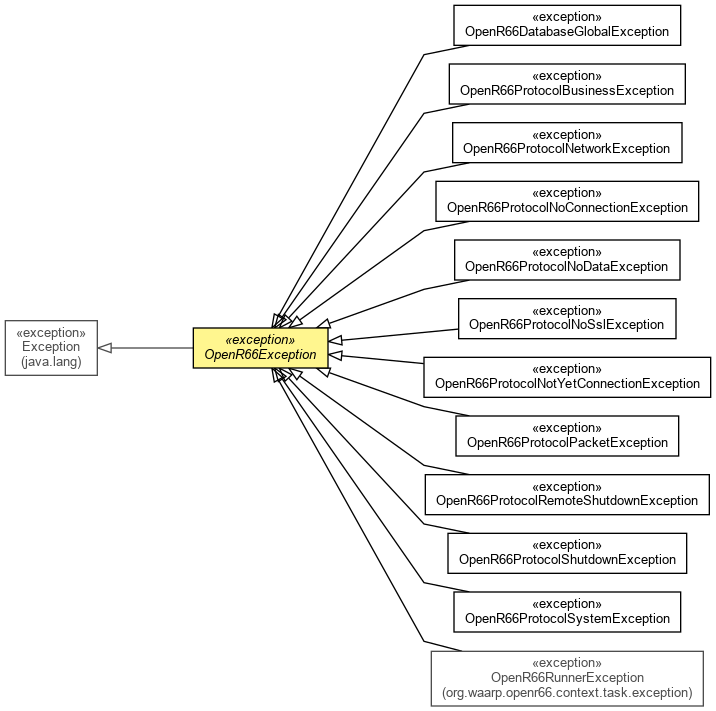 «exception»
OpenR66DatabaseGlobalException
«exception»
OpenR66ProtocolBusinessException
«exception»
OpenR66ProtocolNetworkException
«exception»
OpenR66ProtocolNoConnectionException
«exception»
OpenR66ProtocolNoDataException
«exception»
OpenR66ProtocolNoSslException
«exception»
Exception
(java.lang)
«exception»
OpenR66Exception
«exception»
OpenR66ProtocolNotYetConnectionException
«exception»
OpenR66ProtocolPacketException
«exception»
OpenR66ProtocolRemoteShutdownException
«exception»
OpenR66ProtocolShutdownException
«exception»
OpenR66ProtocolSystemException
«exception»
OpenR66RunnerException
(org.waarp.openr66.context.task.exception)